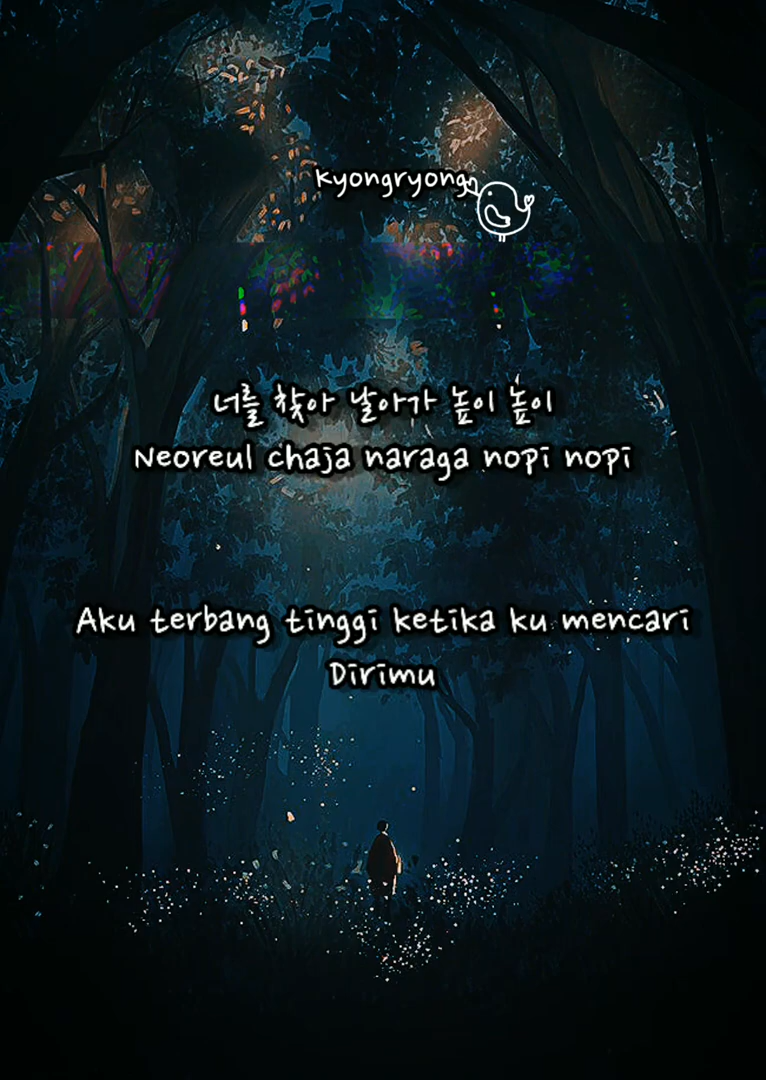 kyongryong
너를 찾아 날아가 높이 높이
Neoreul chaja naraga nopi nopi
Aku terbang tinggi ketika ku mencari
Dirimu